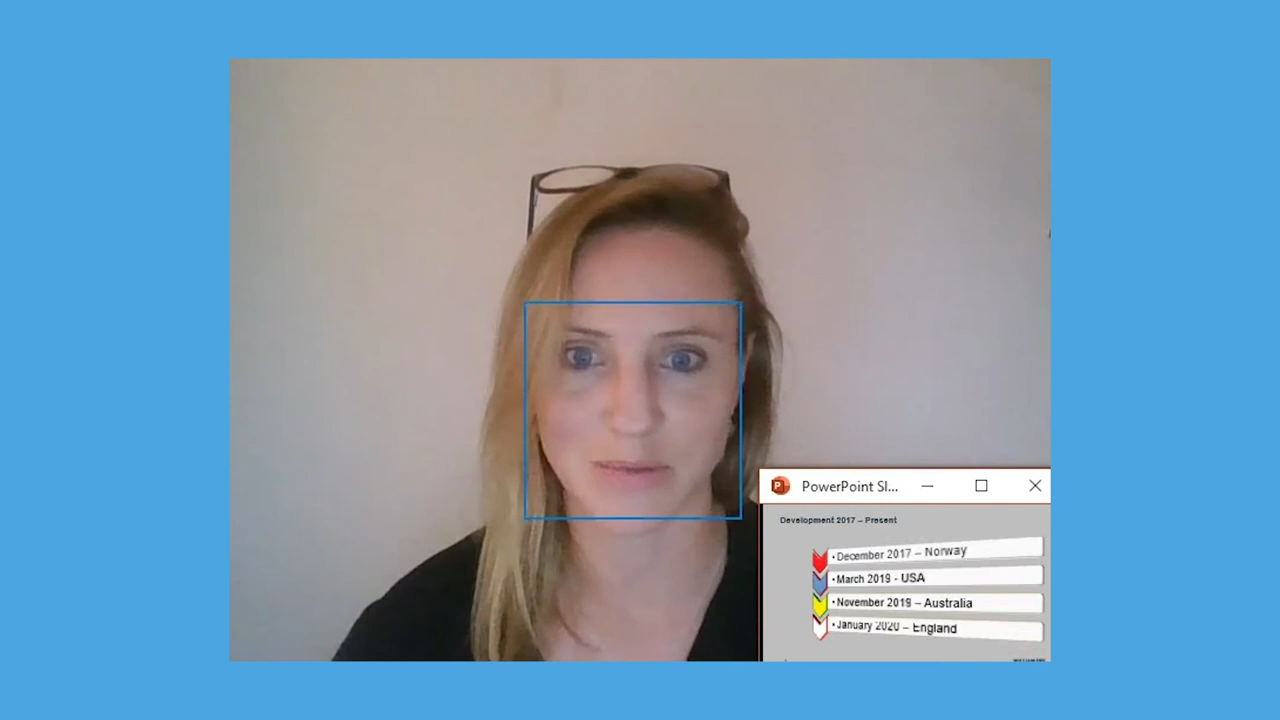 PowerPoint Sl...
Development 2017 – Present
• December 2017 – Norway
• March 2019 - USA
• November 2019 – Australia
• January 2020 – England